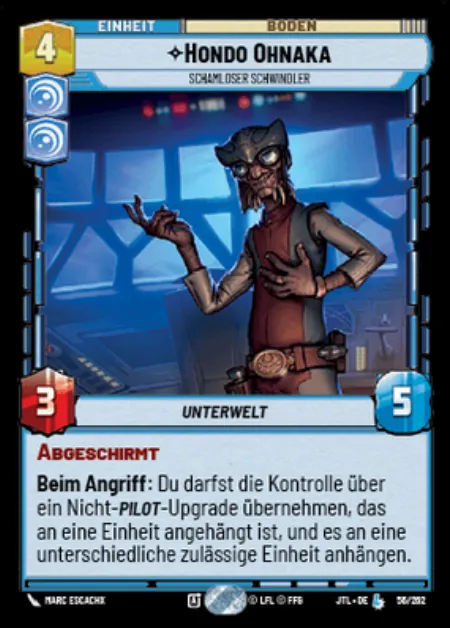 EINHEIT
BODEN
4
HONDO OHNAKA
SCHAMLOSER SCHWINDLER
3
UNTERWELT
5
ABGESCHIRMT
Beim Angriff: Du darfst die Kontrolle über
ein Nicht-PILOT-Upgrade übernehmen, das
an eine Einheit angehängt ist, und es an eine
unterschiedliche zulässige Einheit anhängen.
MARC ESCACHX
© LFL © FFG
JTL • DE
56/262